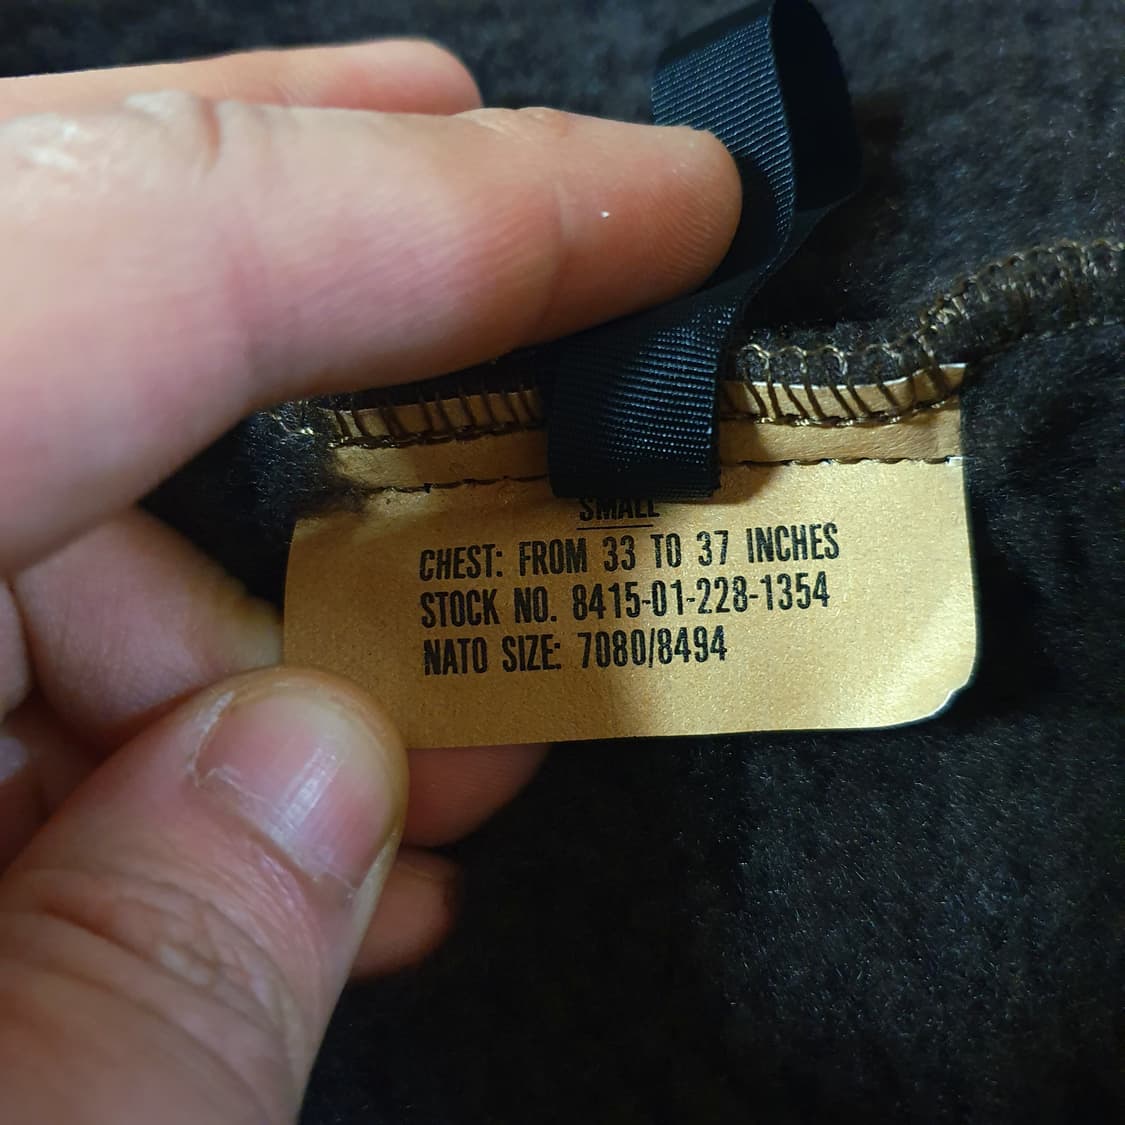 SMALL
CHEST: FROM 33 TO 37 INCHES
STOCK NO. 8415-01-228-1354
NATO SIZE: 7080/8494